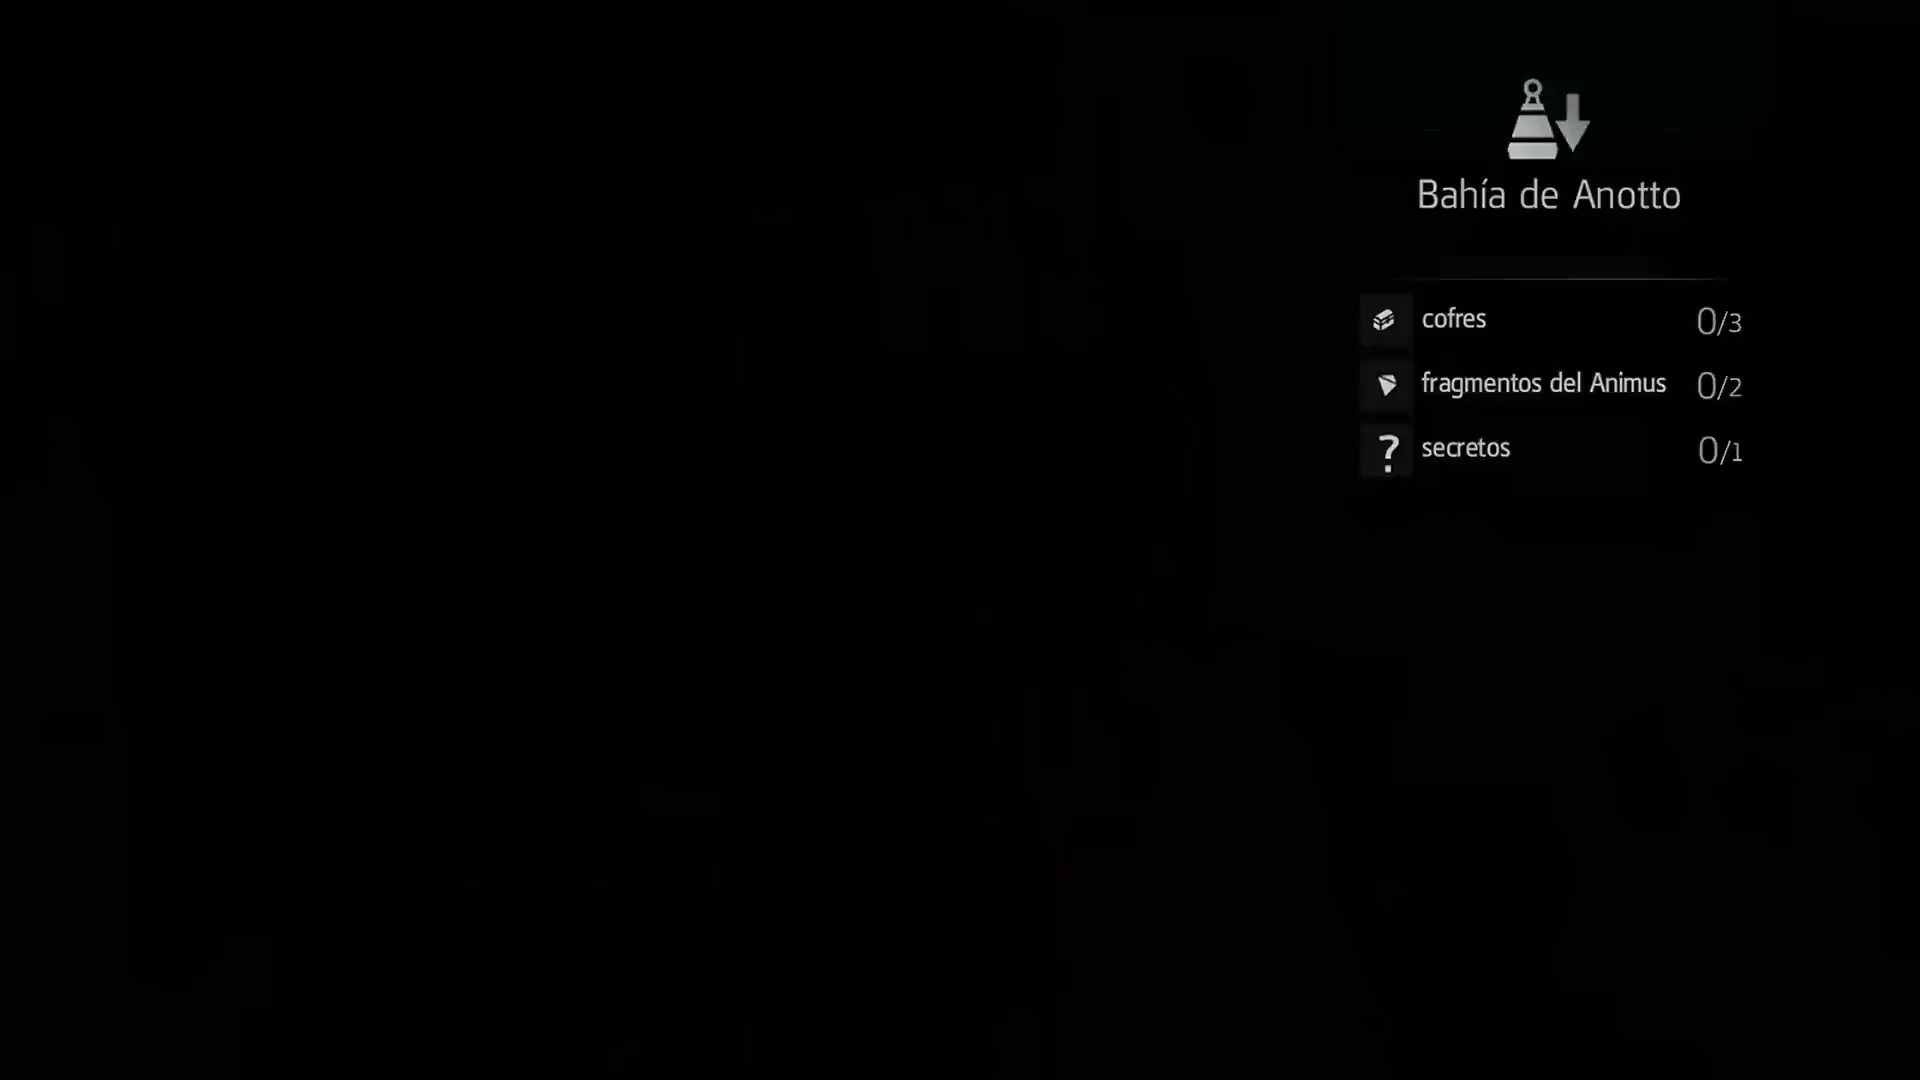 Bahía de Anotto
cofres 0/3
fragmentos del Animus 0/2
? secretos 0/1